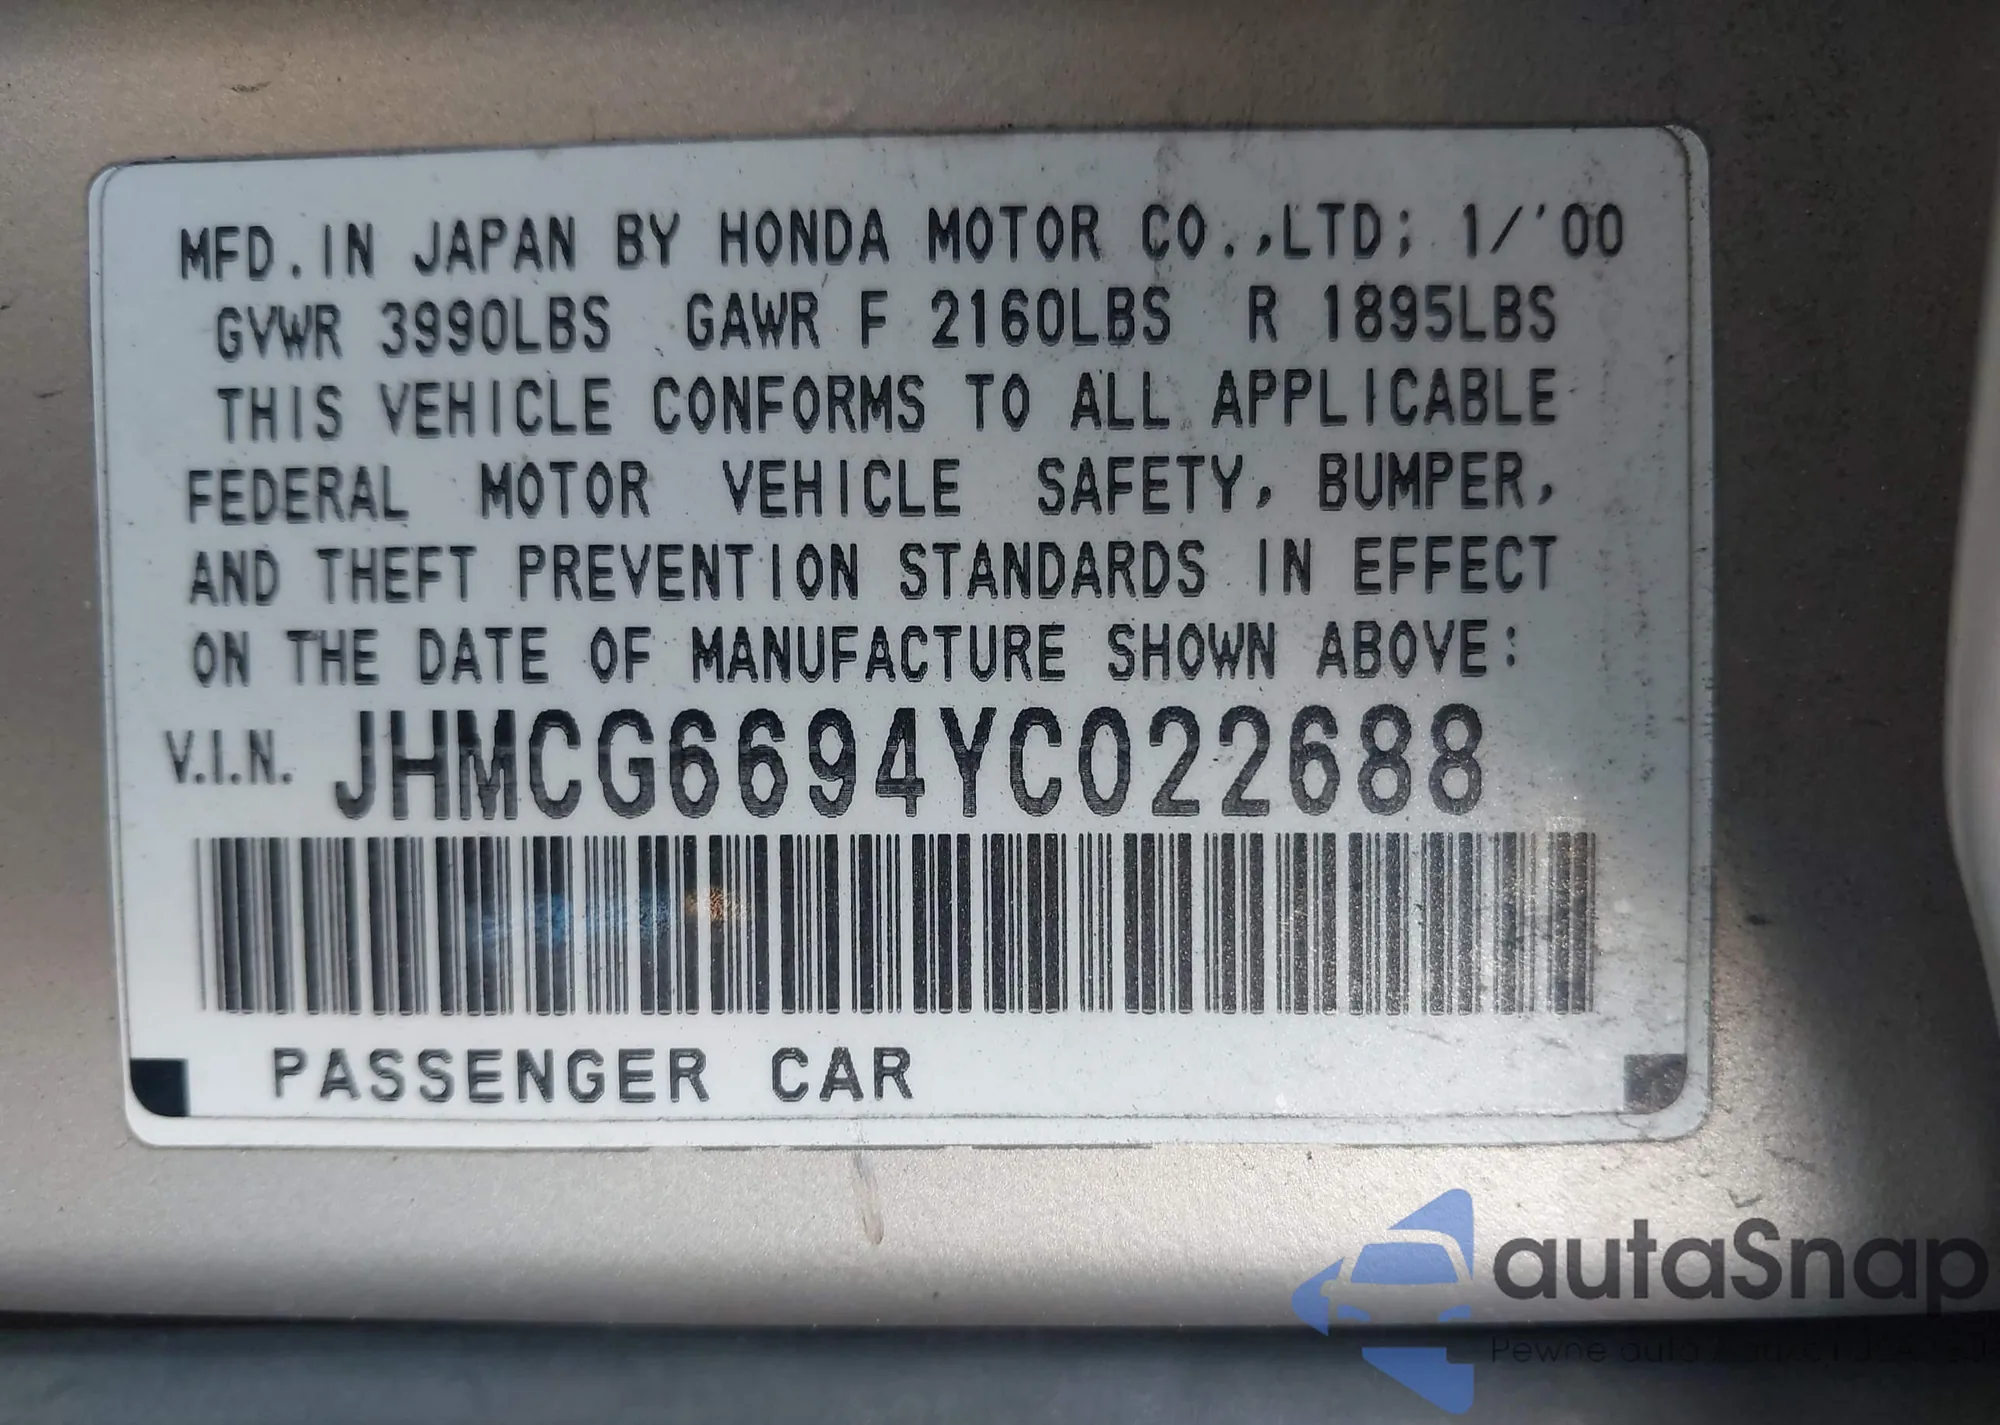 MFD. IN JAPAN BY HONDA MOTOR CO.,LTD; 1/'00
GVWR 3990LBS GAWR F 2160LBS R 1895LBS
THIS VEHICLE CONFORMS TO ALL APPLICABLE
FEDERAL MOTOR VEHICLE SAFETY, BUMPER,
AND THEFT PREVENTION STANDARDS IN EFFECT
ON THE DATE OF MANUFACTURE SHOWN ABOVE:
V.I.N. JHMCG6694YC022688
PASSENGER CAR
autaSnap
Pewne auta